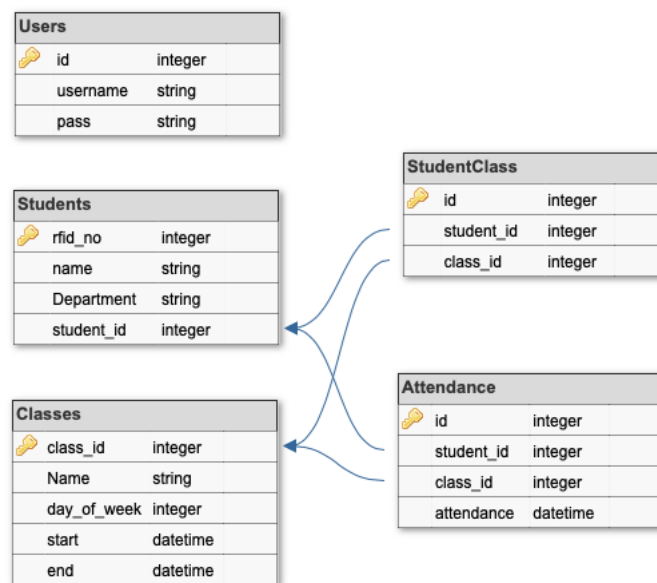 Users
id integer
username string
pass string
Students
rfid_no integer
name string
Department string
student_id integer
Classes
class_id integer
Name string
day_of_week integer
start datetime
end datetime
StudentClass
id integer
student_id integer
class_id integer
Attendance
id integer
student_id integer
class_id integer
attendance datetime